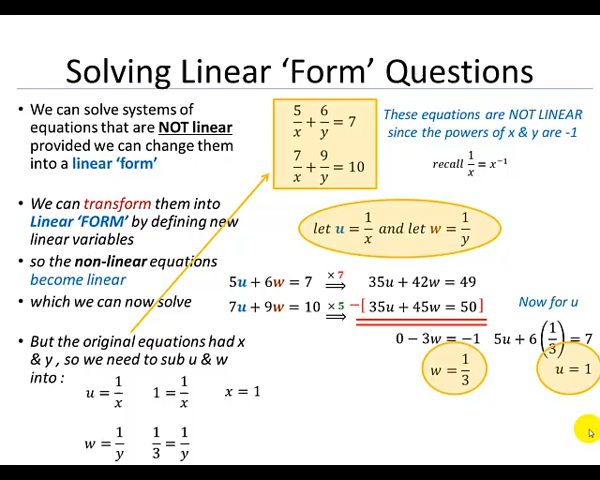 Solving Linear ‘Form’ Questions
• We can solve systems of
equations that are NOT linear
provided we can change them
into a linear ‘form’
5/x + 6/y = 7
7/x + 9/y = 10
These equations are NOT LINEAR
since the powers of x & y are -1
recall 1/x = x⁻¹
• We can transform them into
Linear ‘FORM’ by defining new
linear variables
let u = 1/x and let w = 1/y
• so the non-linear equations
become linear
• which we can now solve
5u + 6w = 7 ×7 ⇒ 35u + 42w = 49
7u + 9w = 10 ×5 ⇒ −[ 35u + 45w = 50 ]
0 − 3w = −1
w = 1/3
Now for u
5u + 6(1/3) = 7
u = 1
• But the original equations had x
& y , so we need to sub u & w
into :
u = 1/x 1 = 1/x x = 1
w = 1/y 1/3 = 1/y